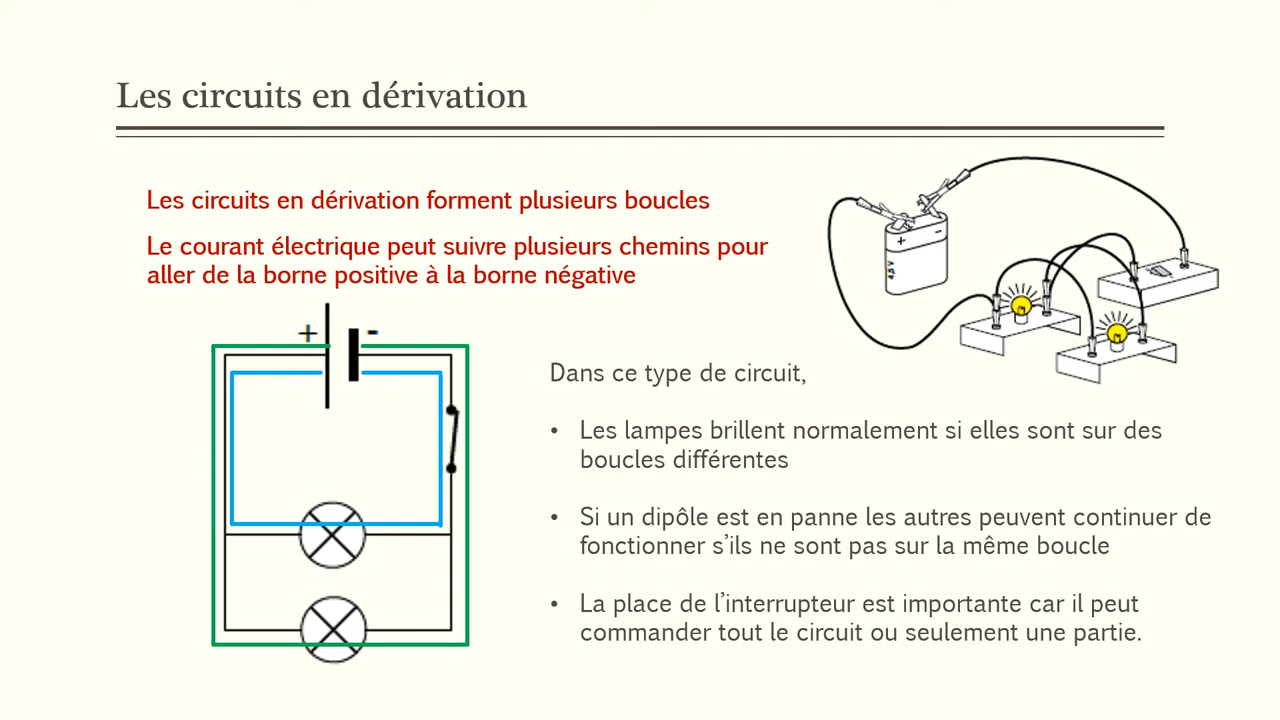 Les circuits en dérivation
Les circuits en dérivation forment plusieurs boucles
Le courant électrique peut suivre plusieurs chemins pour
aller de la borne positive à la borne négative
+ -
+ -
4,5 V
Dans ce type de circuit,
• Les lampes brillent normalement si elles sont sur des
boucles différentes
• Si un dipôle est en panne les autres peuvent continuer de
fonctionner s’ils ne sont pas sur la même boucle
• La place de l’interrupteur est importante car il peut
commander tout le circuit ou seulement une partie.